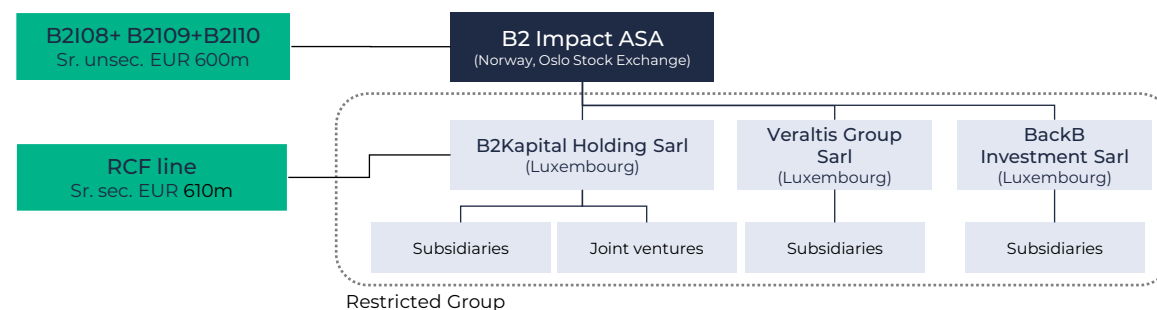 B2I08+ B2109+B2I10
Sr. unsec. EUR 600m
B2 Impact ASA
(Norway, Oslo Stock Exchange)
RCF line
Sr. sec. EUR 610m
B2Kapital Holding Sarl
(Luxembourg)
Veraltis Group
Sarl
(Luxembourg)
BackB
Investment Sarl
(Luxembourg)
Subsidiaries
Joint ventures
Subsidiaries
Subsidiaries
Restricted Group